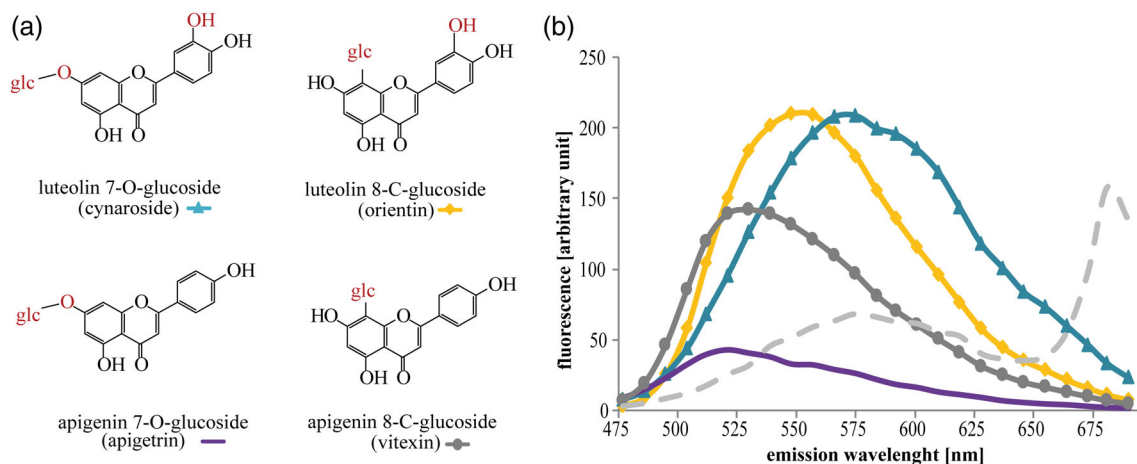 (a)
OH
OH
glc
O
O
OH
O
luteolin 7-O-glucoside
(cynaroside)
OH
glc
OH
HO
O
OH
O
luteolin 8-C-glucoside
(orientin)
OH
glc
O
O
OH
O
apigenin 7-O-glucoside
(apigetrin)
glc
OH
HO
O
OH
O
apigenin 8-C-glucoside
(vitexin)
(b)
fluorescence [arbitrary unit]
250
200
150
100
50
0
475 500 525 550 575 600 625 650 675
emission wavelenght [nm]